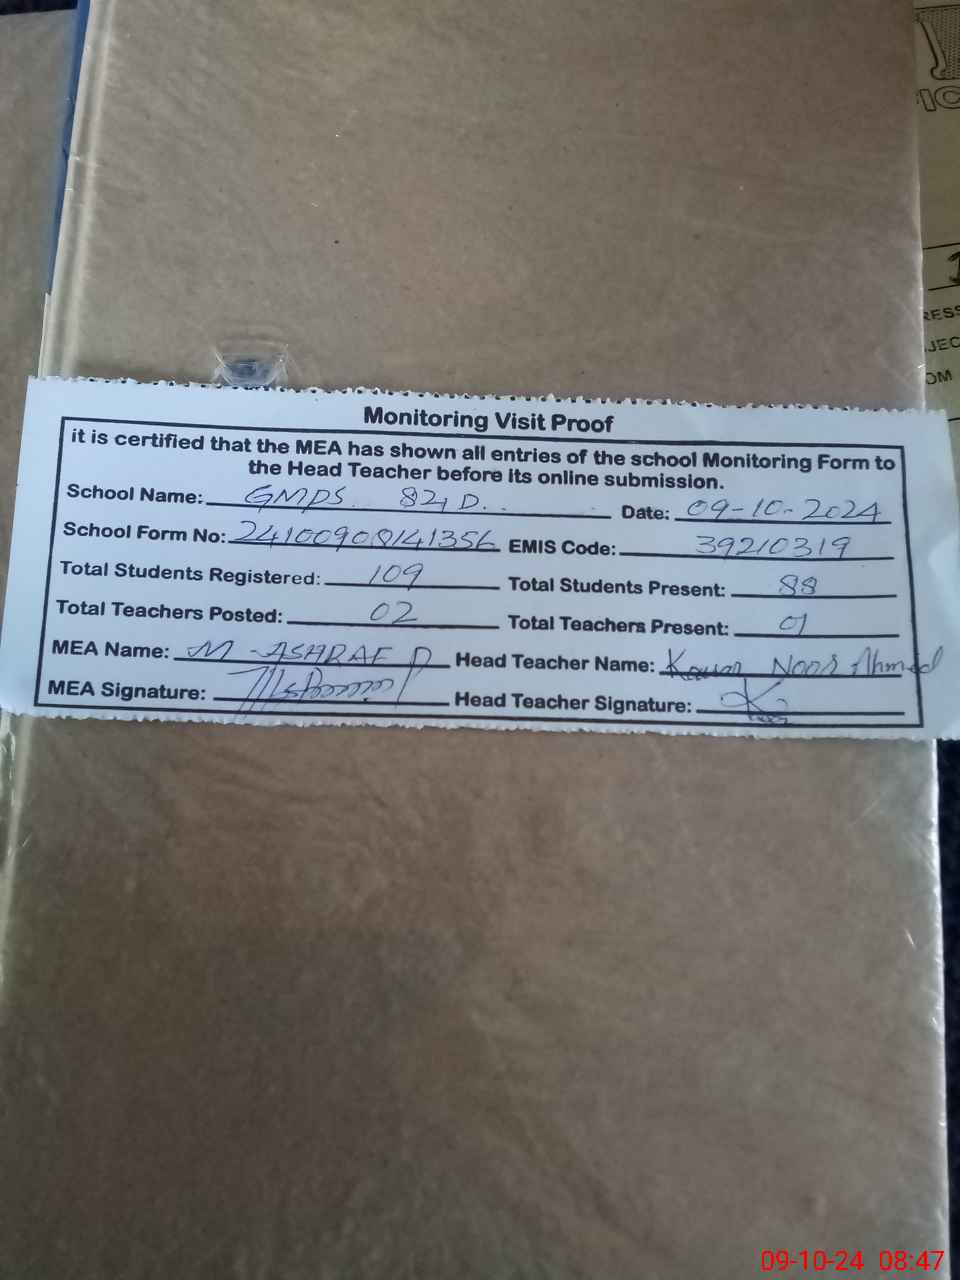 Monitoring Visit Proof
it is certified that the MEA has shown all entries of the school Monitoring Form to
the Head Teacher before its online submission.
School Name: GMPS 82/D. Date: 09-10-2024
School Form No: 24100908141356 EMIS Code: 39210319
Total Students Registered: 109 Total Students Present: 88
Total Teachers Posted: 02 Total Teachers Present: 01
MEA Name: M-ASHRAF Head Teacher Name: Noor Ahmed
MEA Signature: Head Teacher Signature:
09-10-24 08:47